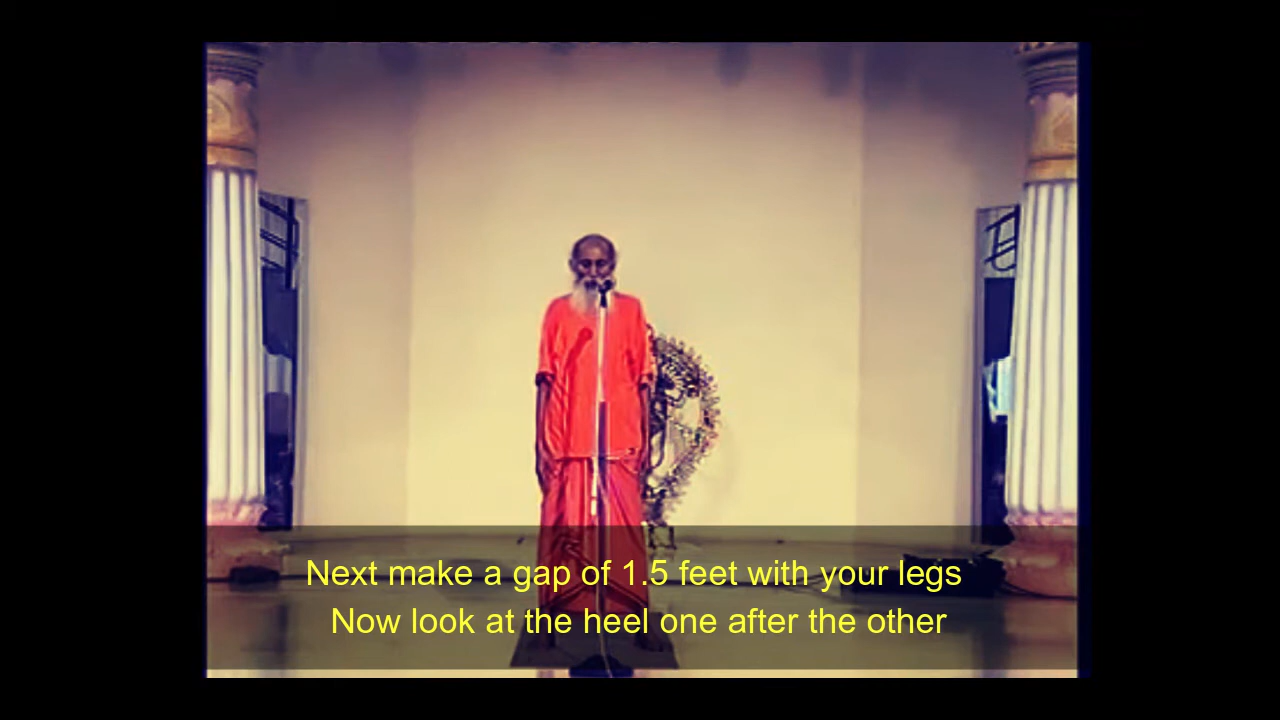 Next make a gap of 1.5 feet with your legs
Now look at the heel one after the other